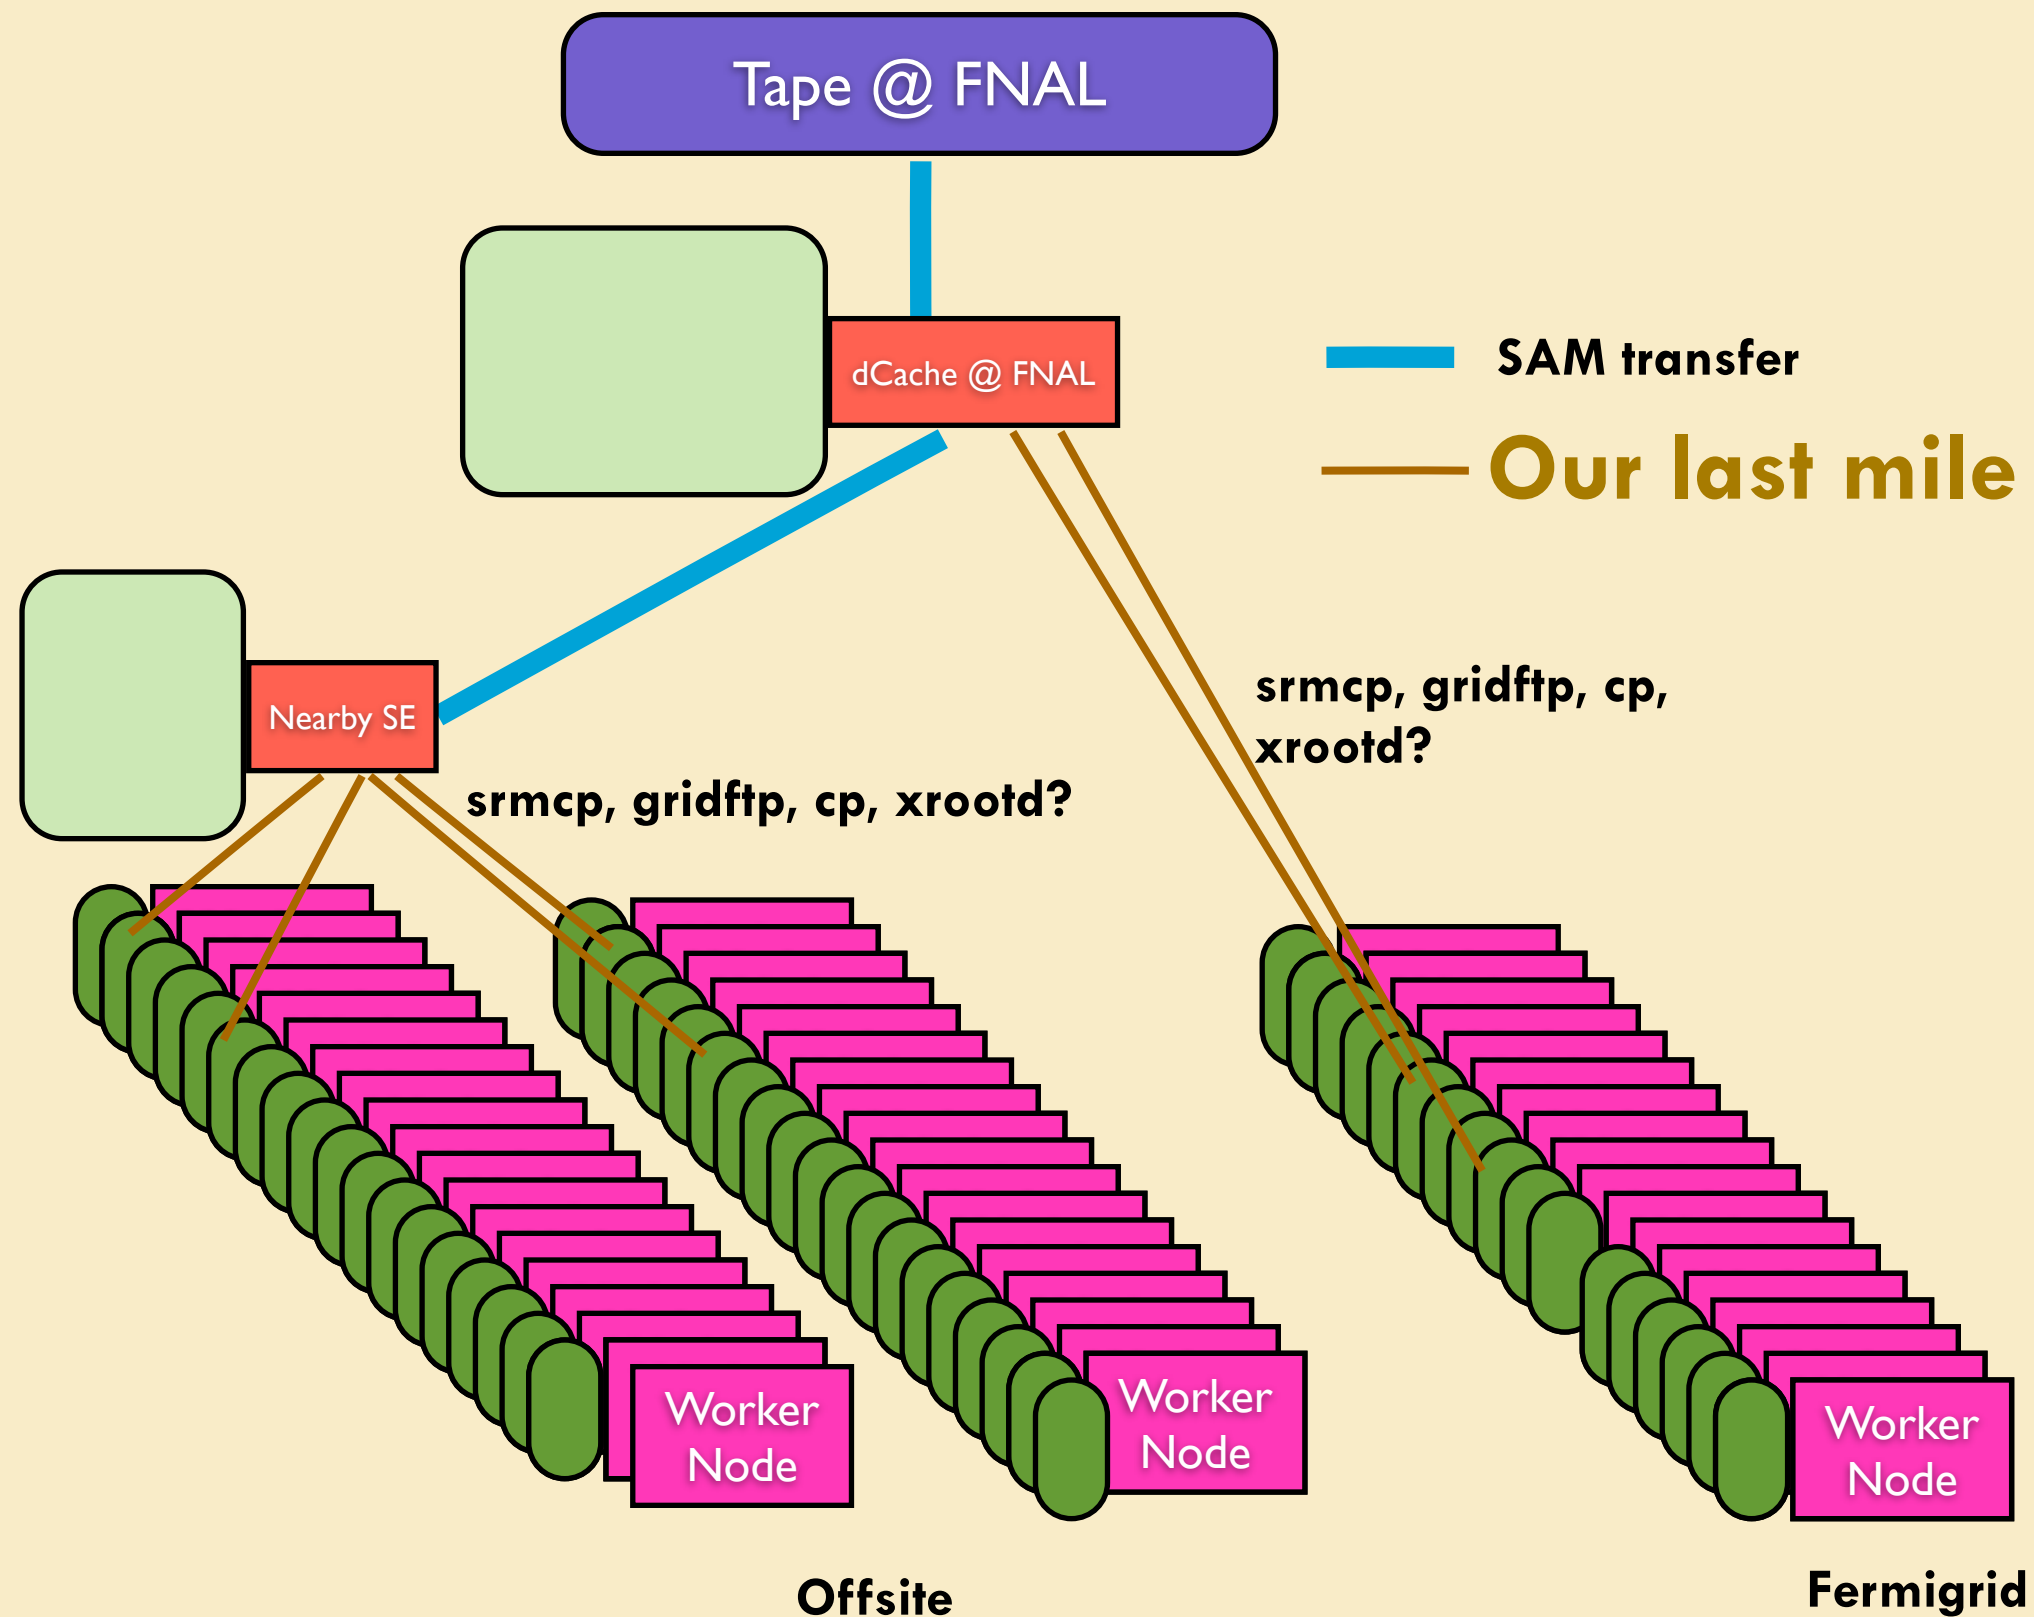 Tape @ FNAL
dCache @ FNAL
SAM transfer
Our last mile
Nearby SE
srmcp, gridftp, cp,
xrootd?
srmcp, gridftp, cp, xrootd?
Worker
Node
Worker
Node
Worker
Node
Offsite
Fermigrid